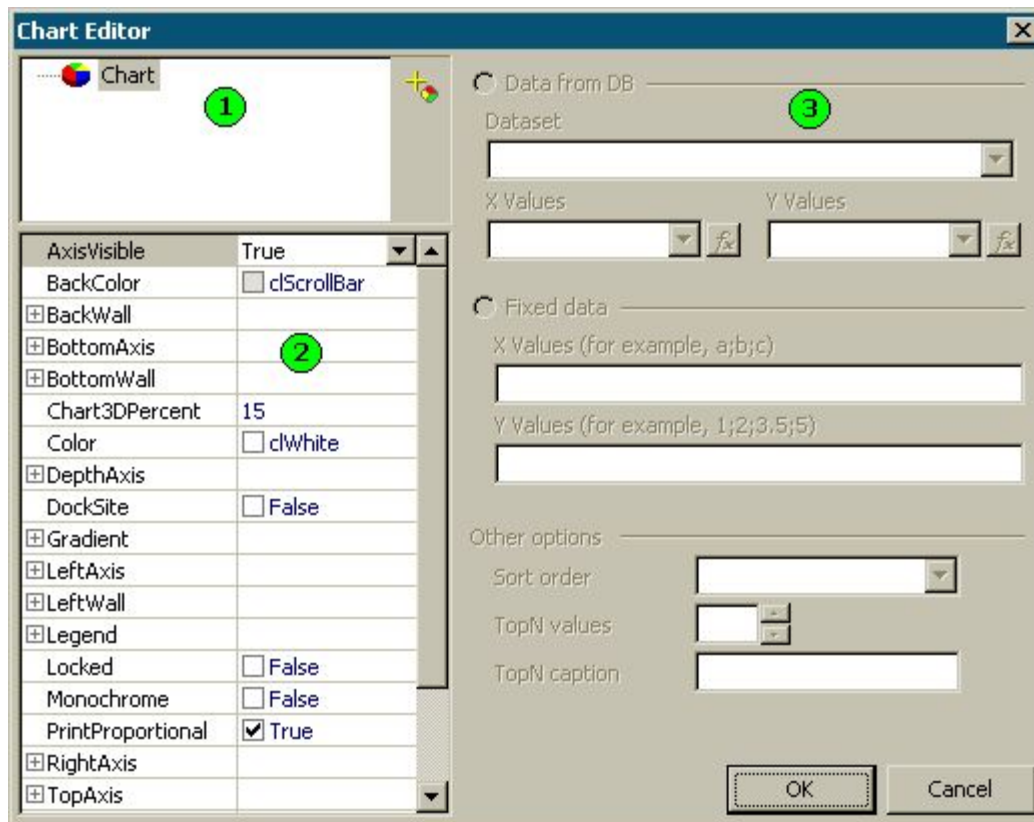 Chart Editor
Chart
1
AxisVisible True
BackColor clScrollBar
BackWall
BottomAxis
2
BottomWall
Chart3DPercent 15
Color clWhite
DepthAxis
DockSite False
Gradient
LeftAxis
LeftWall
Legend
Locked False
Monochrome False
PrintProportional True
RightAxis
TopAxis
Data from DB
3
Dataset
X Values Y Values
fx fx
Fixed data
X Values (for example, a;b;c)
Y Values (for example, 1;2;3.5;5)
Other options
Sort order
TopN values
TopN caption
OK Cancel